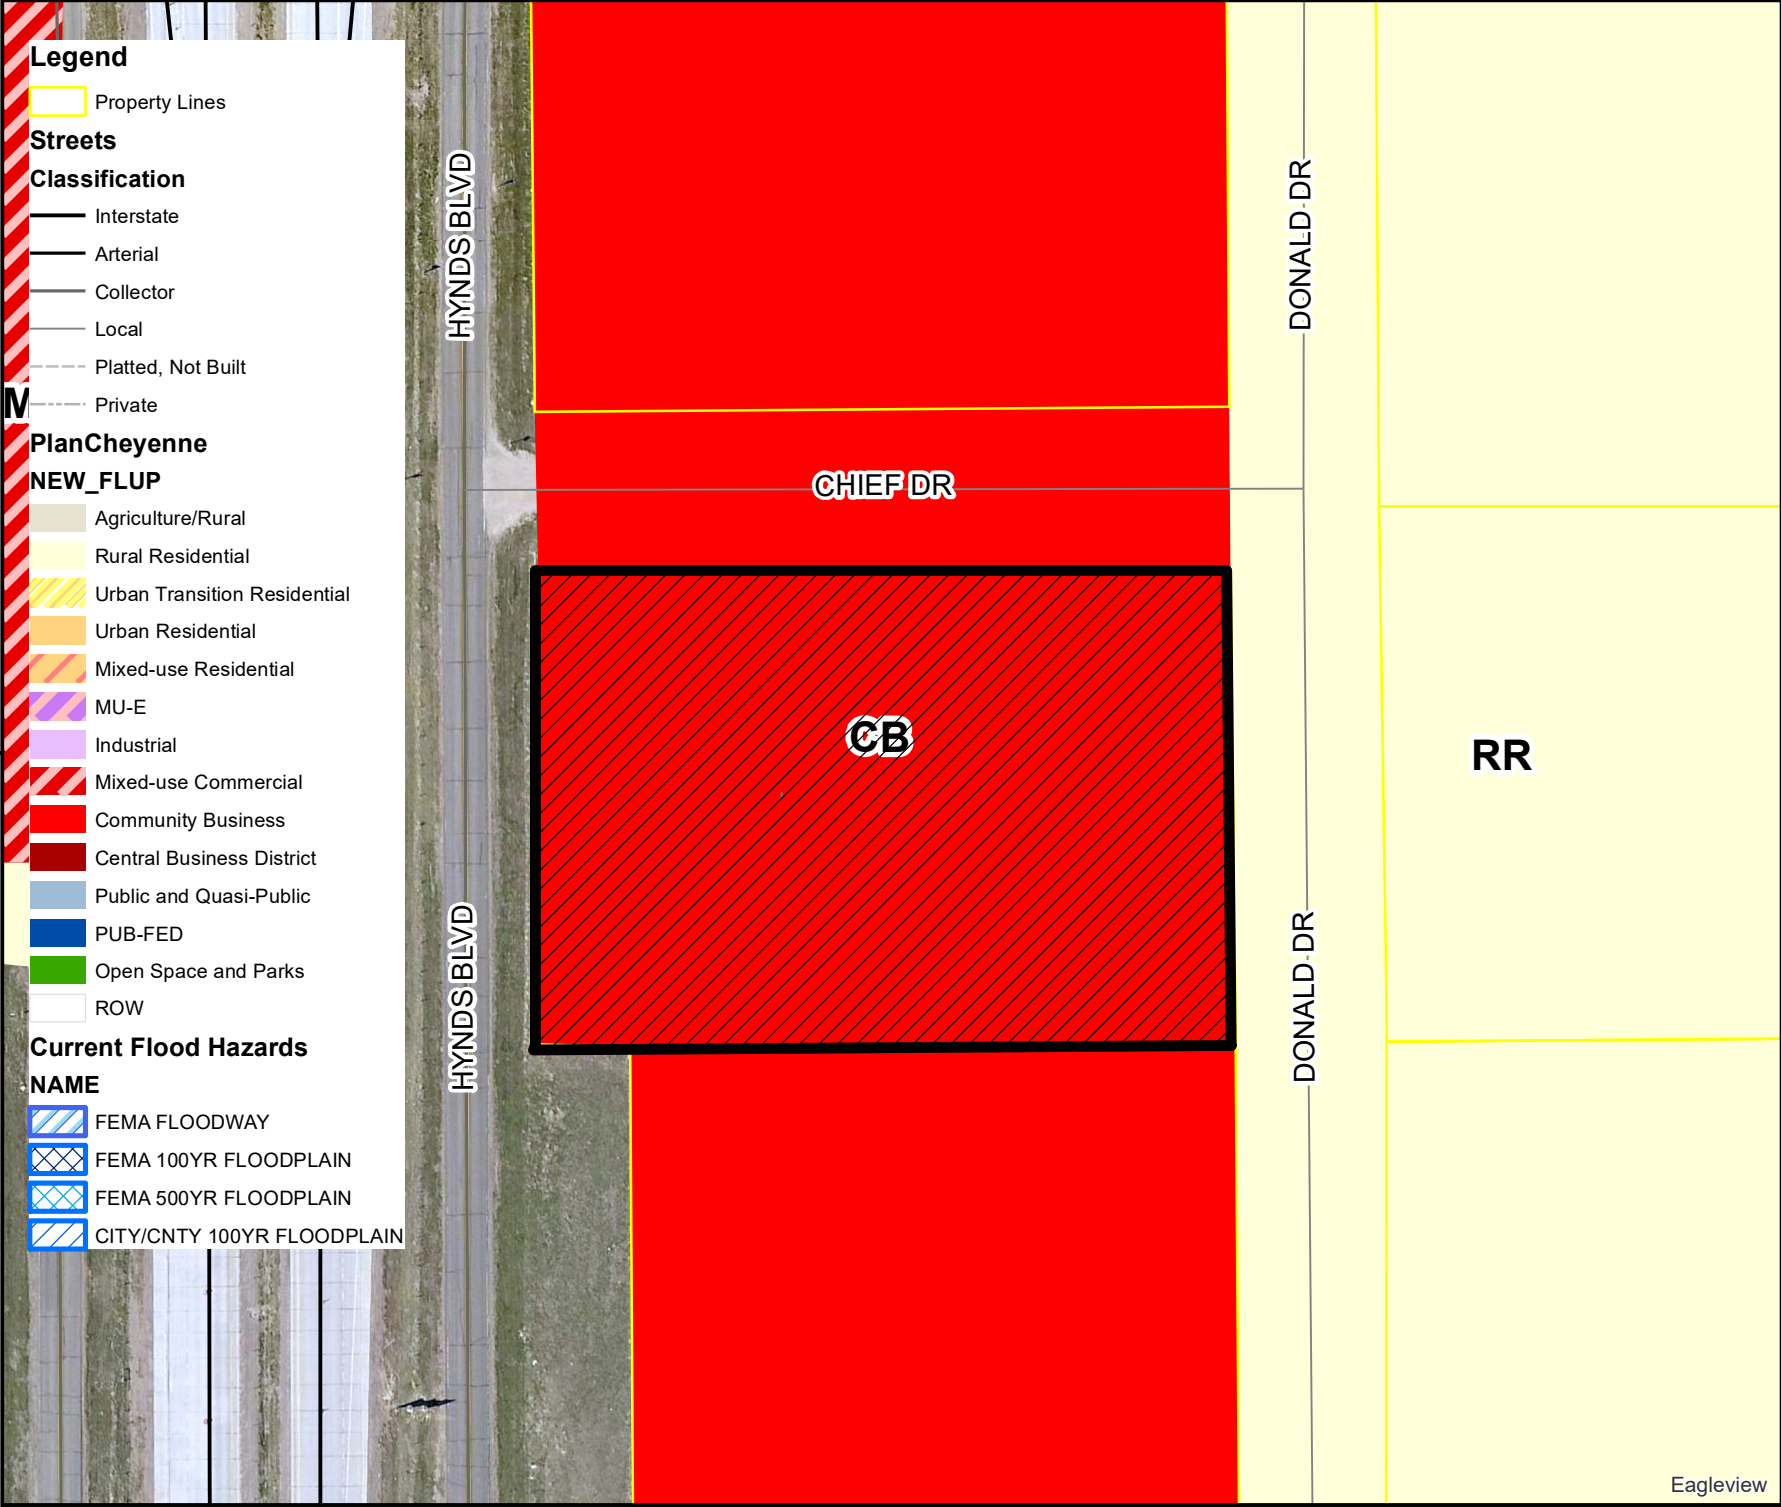 Legend
Property Lines
Streets
Classification
Interstate
Arterial
Collector
Local
Platted, Not Built
Private
PlanCheyenne
NEW_FLUP
Agriculture/Rural
Rural Residential
Urban Transition Residential
Urban Residential
Mixed-use Residential
MU-E
Industrial
Mixed-use Commercial
Community Business
Central Business District
Public and Quasi-Public
PUB-FED
Open Space and Parks
ROW
Current Flood Hazards
NAME
FEMA FLOODWAY
FEMA 100YR FLOODPLAIN
FEMA 500YR FLOODPLAIN
CITY/CNTY 100YR FLOODPLAIN
M
HYNDS BLVD
HYNDS BLVD
CHIEF DR
CB
DONALD DR
DONALD DR
RR
Eagleview